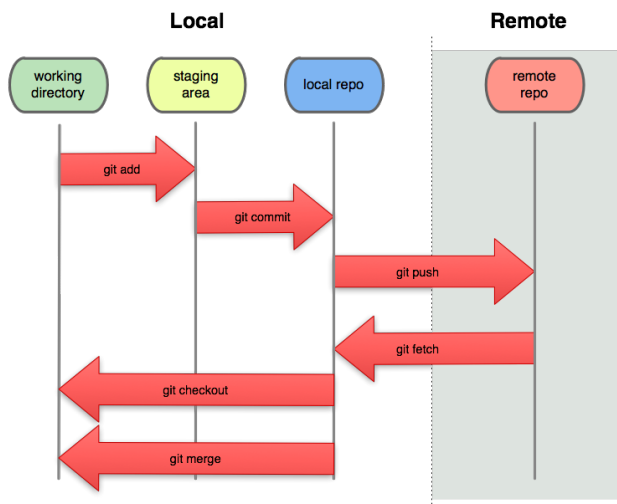 Local
Remote
working
directory
staging
area
local repo
remote
repo
git add
git commit
git push
git fetch
git checkout
git merge